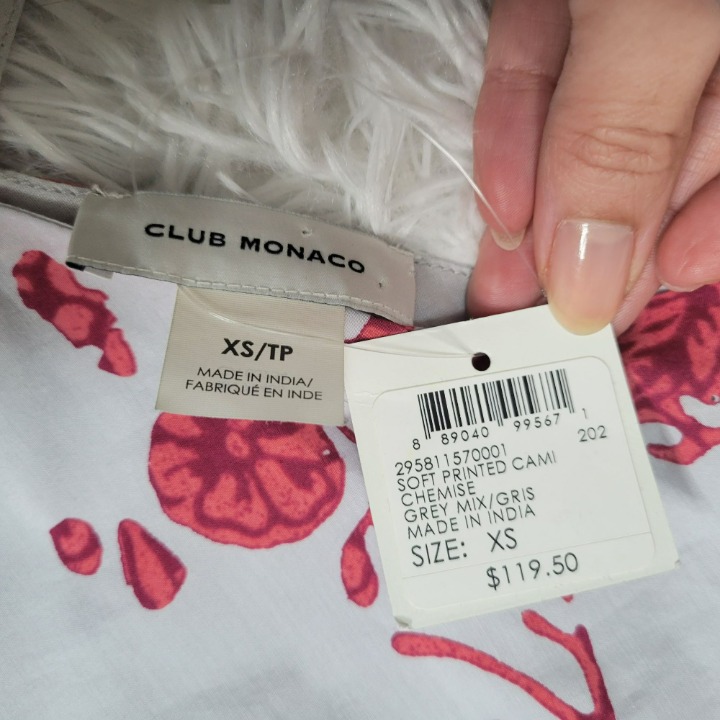 CLUB MONACO
XS/TP
MADE IN INDIA/
FABRIQUÉ EN INDE
8 89040 99567 1
202
295811570001
SOFT PRINTED CAMI
CHEMISE
GREY MIX/GRIS
MADE IN INDIA
SIZE: XS
$119.50